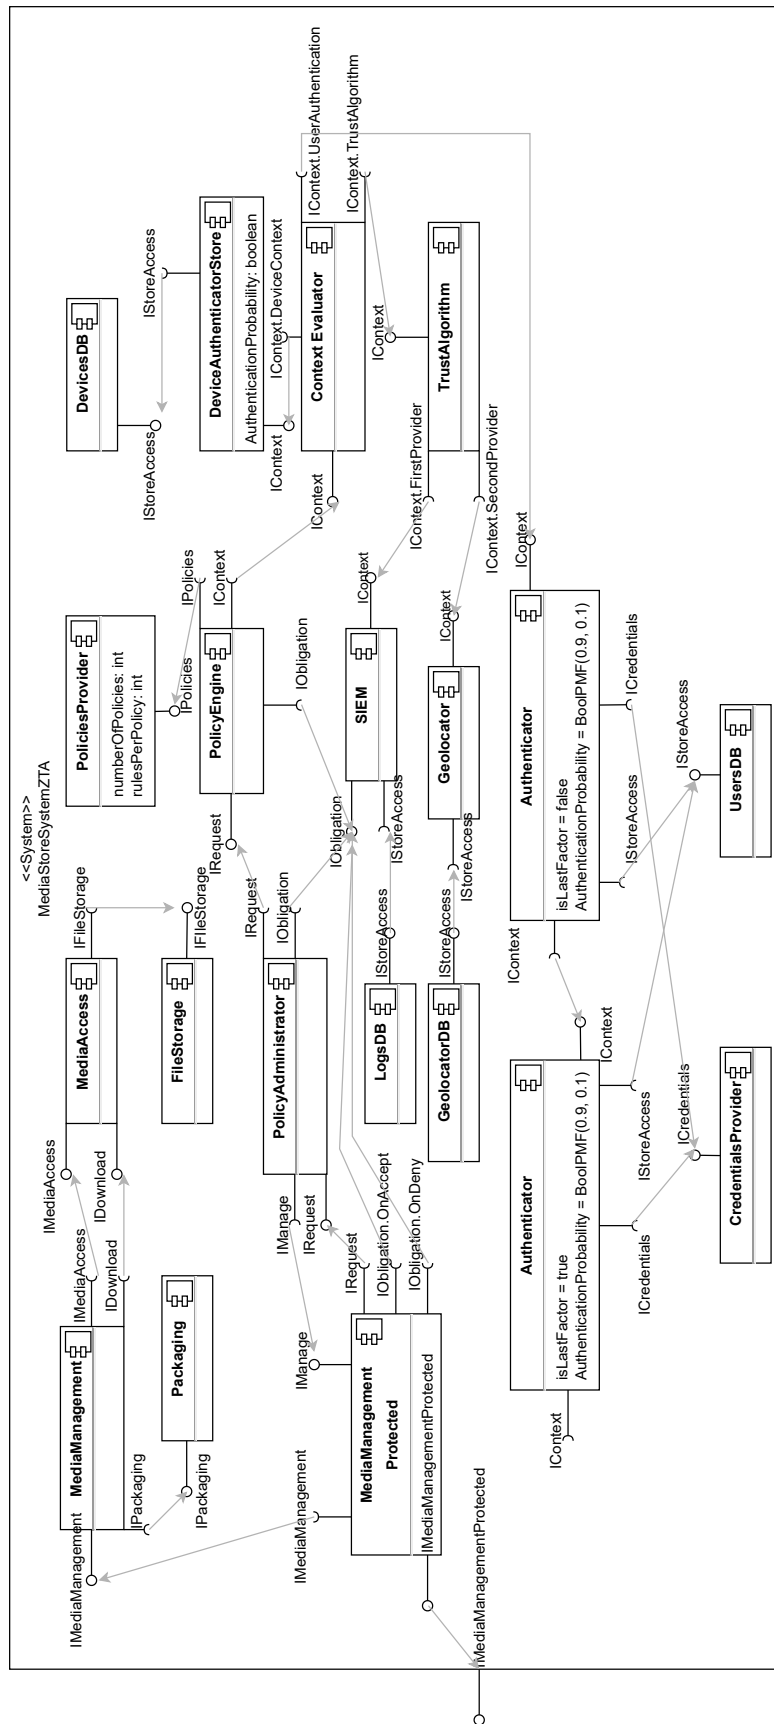 <<System>>
MediaStoreSystemZTA
IMediaManagement
MediaManagement
IMediaAccess
IDownload
IPackaging
IMediaAccess
IDownload
MediaAccess
IFileStorage
Packaging
IPackaging
FileStorage
IFIleStorage
PoliciesProvider
numberOfPolicies: int
rulesPerPolicy: int
IPolicies
DevicesDB
IStoreAccess
IStoreAccess
DeviceAuthenticatorStore
AuthenticationProbability: boolean
IContext
IRequest
PolicyEngine
IPolicies
IContext
IObligation
IContext
Context Evaluator
IContext.DeviceContext
IContext.UserAuthentication
IContext.TrustAlgorithm
IManage
IRequest
PolicyAdministrator
IRequest
IObligation
IMediaManagement
IManage
MediaManagement
Protected
IMediaManagementProtected
IRequest
IObligation.OnAccept
IObligation.OnDeny
IObligation
SIEM
IContext
IStoreAccess
LogsDB
IStoreAccess
IContext
TrustAlgorithm
IContext.FirstProvider
IContext.SecondProvider
GeolocatorDB
IStoreAccess
IStoreAccess
Geolocator
IContext
IMediaManagementProtected
IContext
Authenticator
isLastFactor = true
AuthenticationProbability = BoolPMF(0.9, 0.1)
IContext
ICredentials
IStoreAccess
IContext
Authenticator
isLastFactor = false
AuthenticationProbability = BoolPMF(0.9, 0.1)
IContext
IStoreAccess
ICredentials
ICredentials
CredentialsProvider
IStoreAccess
UsersDB